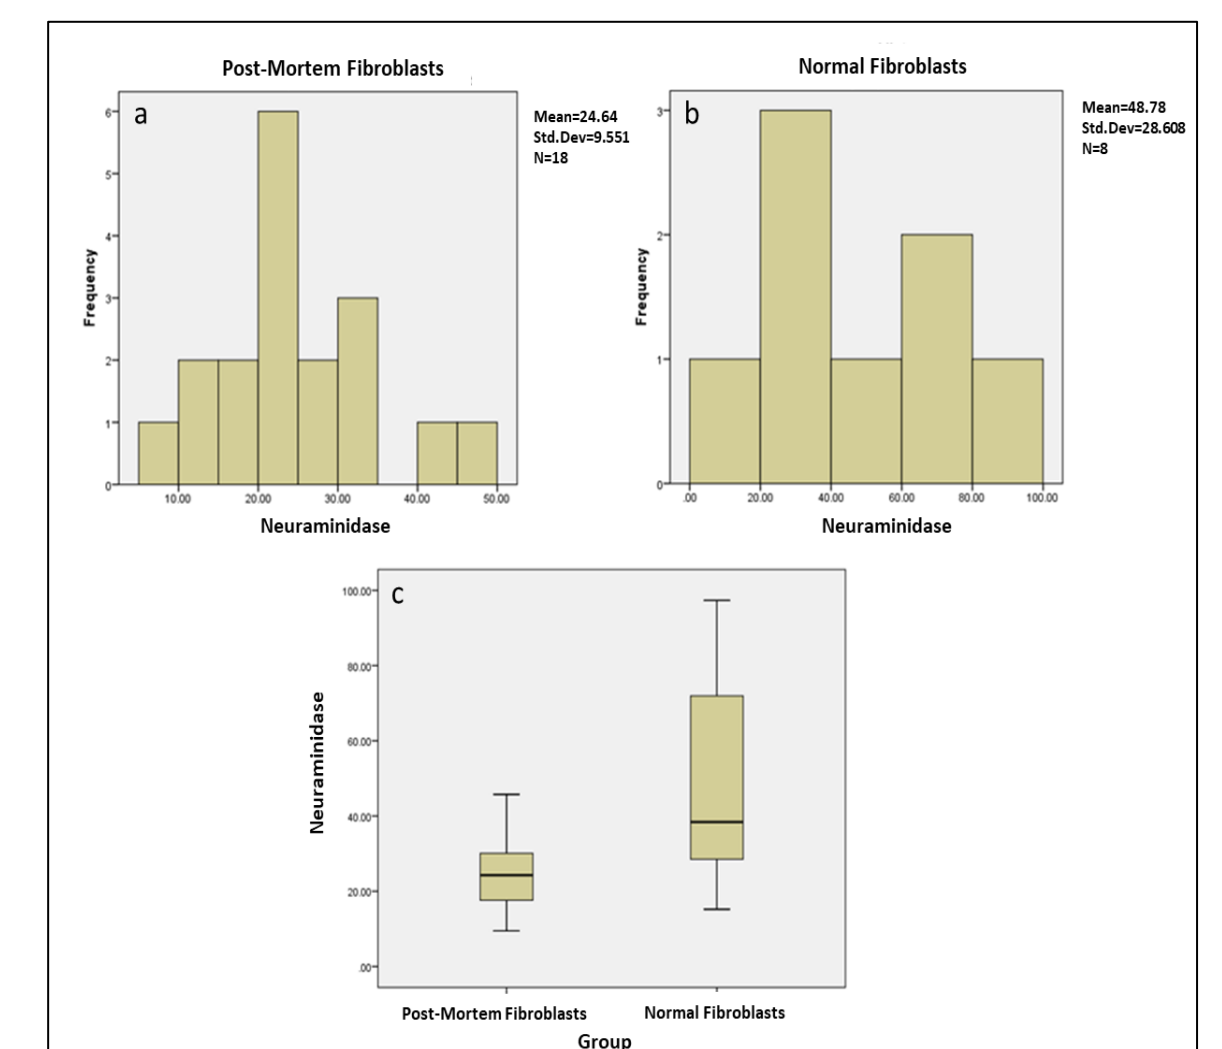 Post-Mortem Fibroblasts
a
Mean=24.64
Std.Dev=9.551
N=18
Frequency
6
5
4
3
2
1
0
10.00 20.00 30.00 40.00 50.00
Neuraminidase
Normal Fibroblasts
b
Mean=48.78
Std.Dev=28.608
N=8
Frequency
3
2
1
0
.00 20.00 40.00 60.00 80.00 100.00
Neuraminidase
c
Neuraminidase
100.00
80.00
60.00
40.00
20.00
.00
Post-Mortem Fibroblasts Normal Fibroblasts
Group